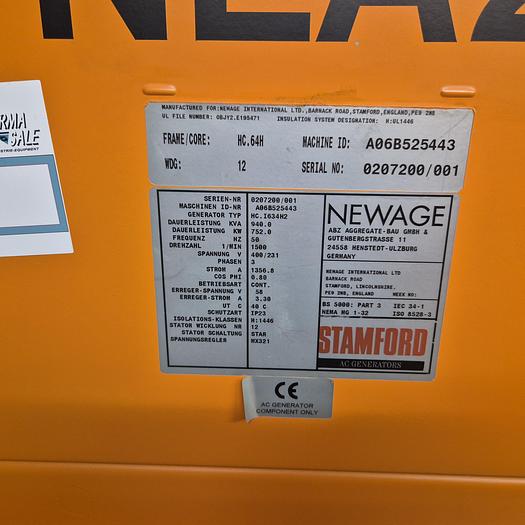 MANUFACTURED FOR:NEWAGE INTERNATIONAL LTD.,BARNACK ROAD,STAMFORD,ENGLAND,PE9 2NB
UL FILE NUMBER: OBJY2.E195471 INSULATION SYSTEM DESIGNATION: H:UL1446
FRAME/CORE: HC.64H MACHINE ID: A06B525443
WDG: 12 SERIAL NO: 0207200/001
SERIEN-NR 0207200/001
MASCHINEN ID-NR A06B525443
GENERATOR TYP HC.I634H2
DAUERLEISTUNG KVA 940.0
DAUERLEISTUNG KW 752.0
FREQUENZ HZ 50
DREHZAHL 1/MIN 1500
SPANNUNG V 400/231
PHASEN 3
STROM A 1356.8
COS PHI 0.80
BETRIEBSART CONT.
ERREGER-SPANNUNG V 58
ERREGER-STROM A 3.30
UT C 40 C
SCHUTZART IP23
ISOLATIONS-KLASSEN H:1446
STATOR WICKLUNG NR 12
STATOR SCHALTUNG STAR
SPANNUNGSREGLER MX321
NEWAGE
ABZ AGGREGATE-BAU GMBH &
GUTENBERGSTRASSE 11
24558 HENSTEDT-ULZBURG
GERMANY
NEWAGE INTERNATIONAL LTD
BARNACK ROAD
STAMFORD, LINCOLNSHIRE.
PE9 2NB, ENGLAND WEEK NO:
BS 5000: PART 3 IEC 34-1
NEMA MG 1-32 ISO 8528-3
STAMFORD
AC GENERATORS
CE
AC GENERATOR
COMPONENT ONLY
SALE